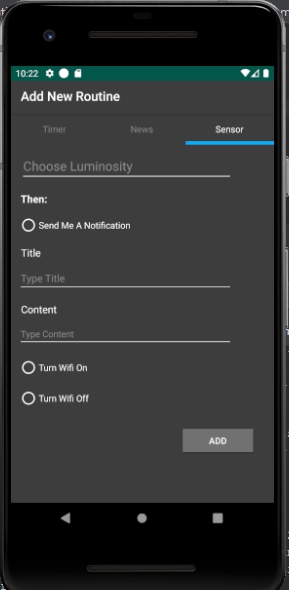 10:22
Add New Routine
Timer News Sensor
Choose Luminosity
Then:
Send Me A Notification
Title
Type Title
Content
Type Content
Turn Wifi On
Turn Wifi Off
ADD